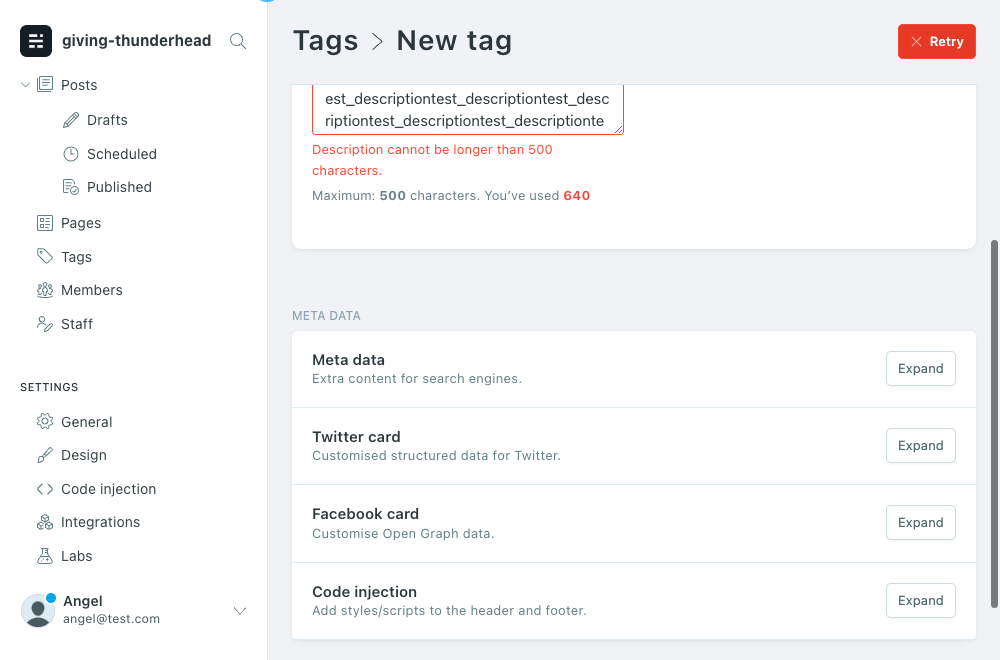 giving-thunderhead
Posts
Drafts
Scheduled
Published
Pages
Tags
Members
Staff
SETTINGS
General
Design
Code injection
Integrations
Labs
Angel
angel@test.com
Tags > New tag
Retry
est_descriptiontest_descriptiontest_desc
riptiontest_descriptiontest_descriptionte
Description cannot be longer than 500
characters.
Maximum: 500 characters. You’ve used 640
META DATA
Meta data
Extra content for search engines.
Expand
Twitter card
Customised structured data for Twitter.
Expand
Facebook card
Customise Open Graph data.
Expand
Code injection
Add styles/scripts to the header and footer.
Expand